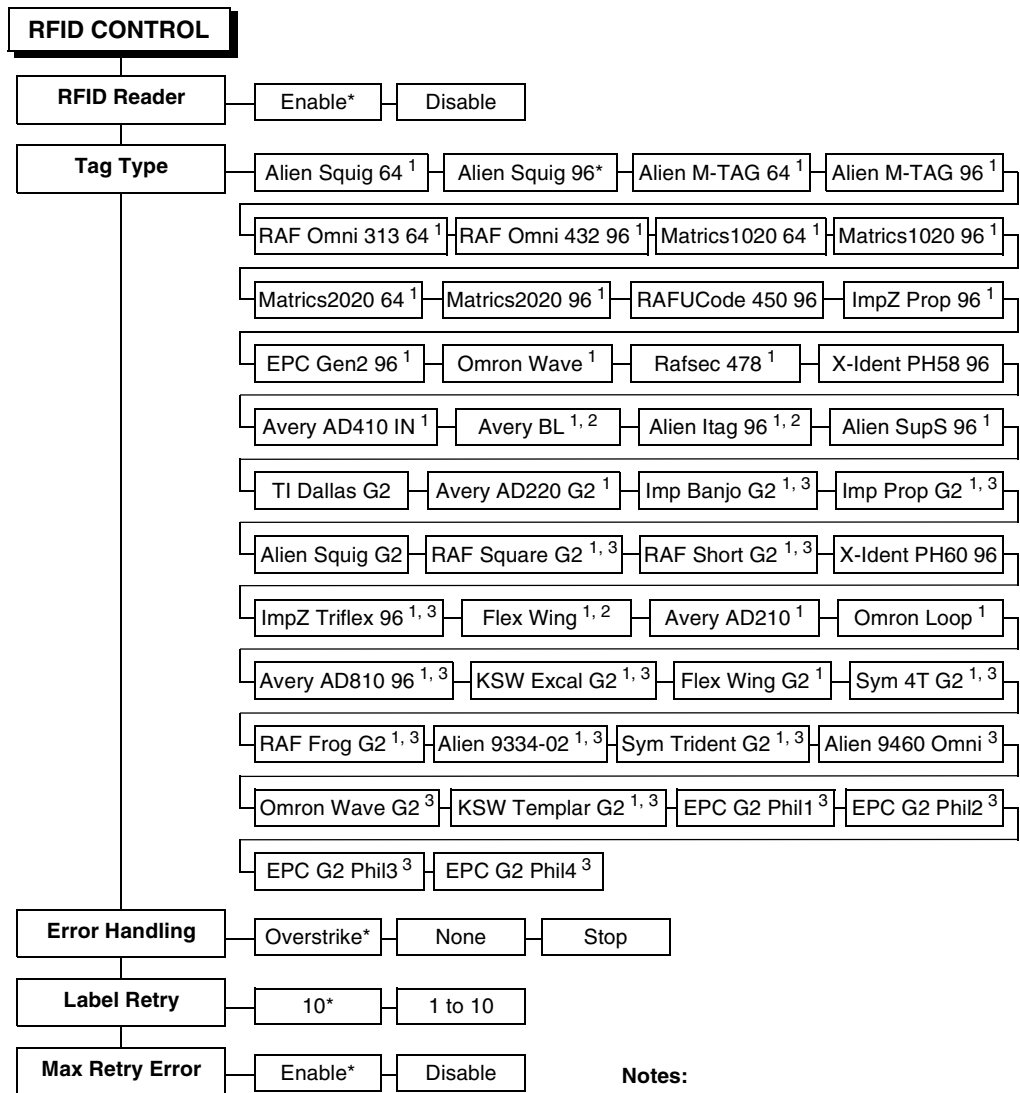 RFID CONTROL
RFID Reader Enable* Disable
Tag Type Alien Squig 64 1 Alien Squig 96* Alien M-TAG 64 1 Alien M-TAG 96 1
RAF Omni 313 64 1 RAF Omni 432 96 1 Matrics1020 64 1 Matrics1020 96 1
Matrics2020 64 1 Matrics2020 96 1 RAFUCode 450 96 ImpZ Prop 96 1
EPC Gen2 96 1 Omron Wave 1 Rafsec 478 1 X-Ident PH58 96
Avery AD410 IN 1 Avery BL 1, 2 Alien Itag 96 1, 2 Alien SupS 96 1
TI Dallas G2 Avery AD220 G2 1 Imp Banjo G2 1, 3 Imp Prop G2 1, 3
Alien Squig G2 RAF Square G2 1, 3 RAF Short G2 1, 3 X-Ident PH60 96
ImpZ Triflex 96 1, 3 Flex Wing 1, 2 Avery AD210 1 Omron Loop 1
Avery AD810 96 1, 3 KSW Excal G2 1, 3 Flex Wing G2 1 Sym 4T G2 1, 3
RAF Frog G2 1, 3 Alien 9334-02 1, 3 Sym Trident G2 1, 3 Alien 9460 Omni 3
Omron Wave G2 3 KSW Templar G2 1, 3 EPC G2 Phil1 3 EPC G2 Phil2 3
EPC G2 Phil3 3 EPC G2 Phil4 3
Error Handling Overstrike* None Stop
Label Retry 10* 1 to 10
Max Retry Error Enable* Disable Notes: